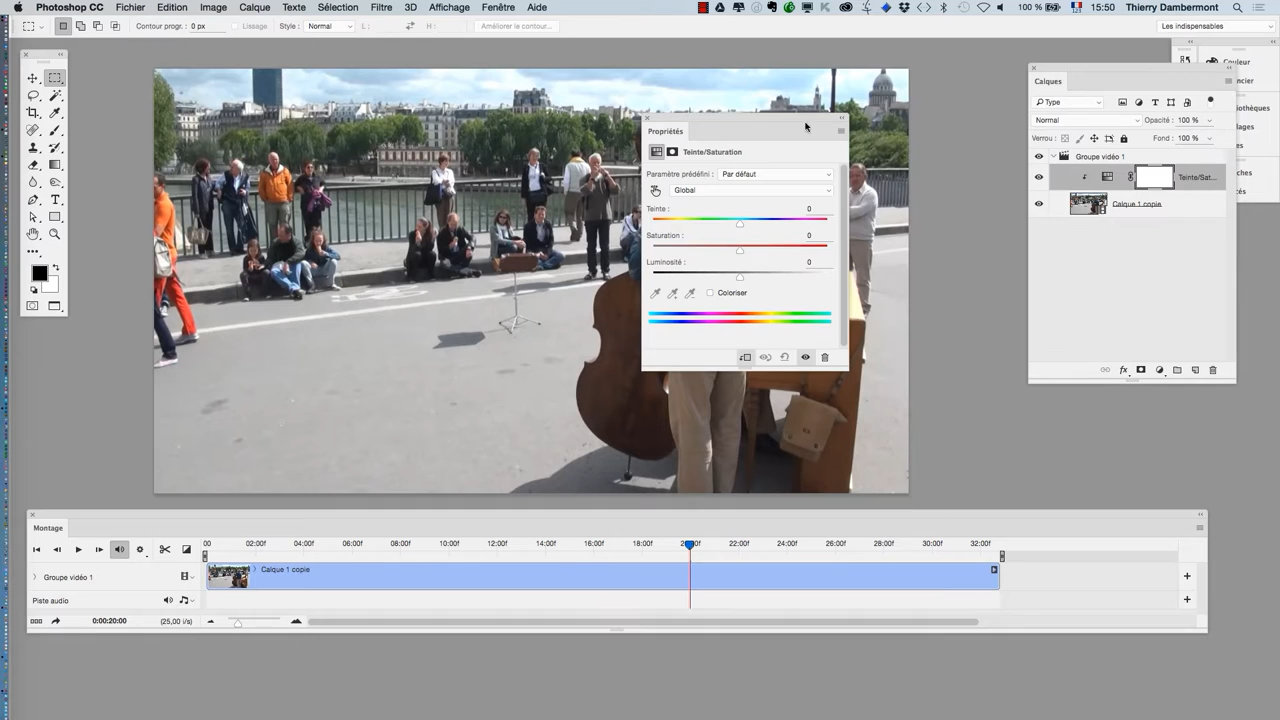 Photoshop CC Fichier Edition Image Calque Texte Sélection Filtre 3D Affichage Fenêtre Aide 100 % 15:50 Thierry Dambermont
Contour progr. : 0 px Lissage Style : Normal L : H : Améliorer le contour... Les indispensables
Couleur
Calques
Type
Normal Opacité : 100 %
Verrou : Fond : 100 %
Groupe vidéo 1
Teinte/Sat...
Calque 1 copie
Propriétés
Teinte/Saturation
Paramètre prédéfini : Par défaut
Global
Teinte : 0
Saturation : 0
Luminosité : 0
Coloriser
Montage
00 02:00f 04:00f 06:00f 08:00f 10:00f 12:00f 14:00f 16:00f 18:00f 22:00f 24:00f 26:00f 28:00f 30:00f 32:00f
Groupe vidéo 1 Calque 1 copie
Piste audio
0:00:20:00 (25,00 i/s)